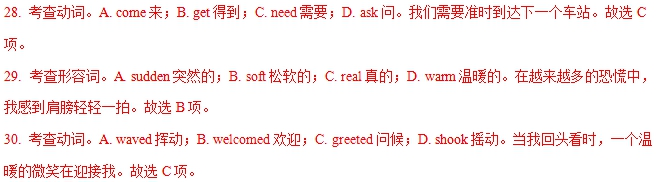 28. 考查动词。A. come 来；B. get 得到；C. need 需要；D. ask 问。我们需要准时到达下一个车站。故选 C
项。
29. 考查形容词。A. sudden 突然的；B. soft 松软的；C. real 真的；D. warm 温暖的。在越来越多的恐慌中，
我感到肩膀轻轻一拍。故选 B 项。
30. 考查动词。A. waved 挥动；B. welcomed 欢迎；C. greeted 问候；D. shook 摇动。当我回头看时，一个温
暖的微笑在迎接我。故选 C 项。